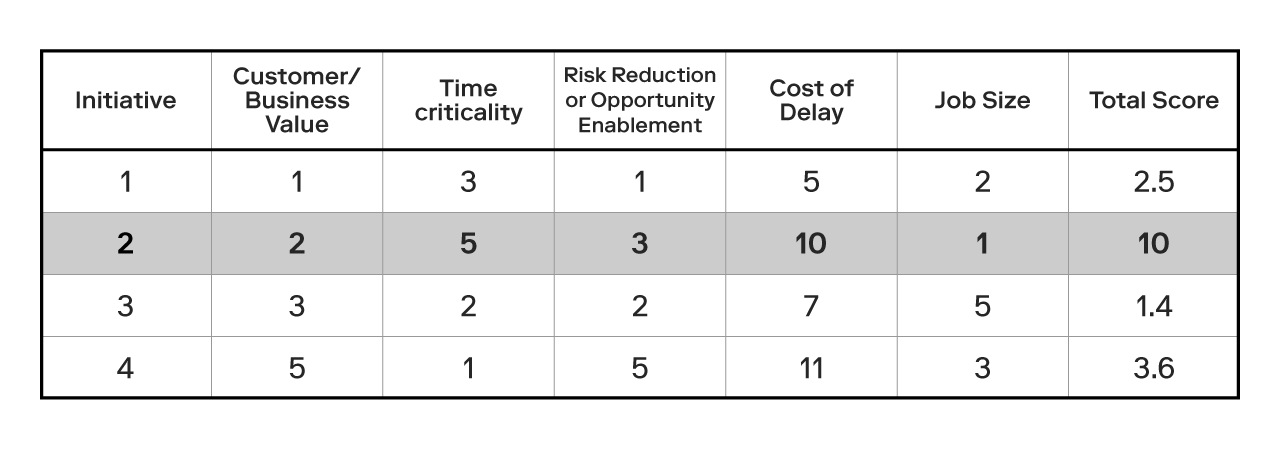 Initiative
Customer/
Business
Value
Time
criticality
Risk Reduction
or Opportunity
Enablement
Cost of
Delay
Job Size
Total Score
1 1 3 1 5 2 2.5
2 2 5 3 10 1 10
3 3 2 2 7 5 1.4
4 5 1 5 11 3 3.6